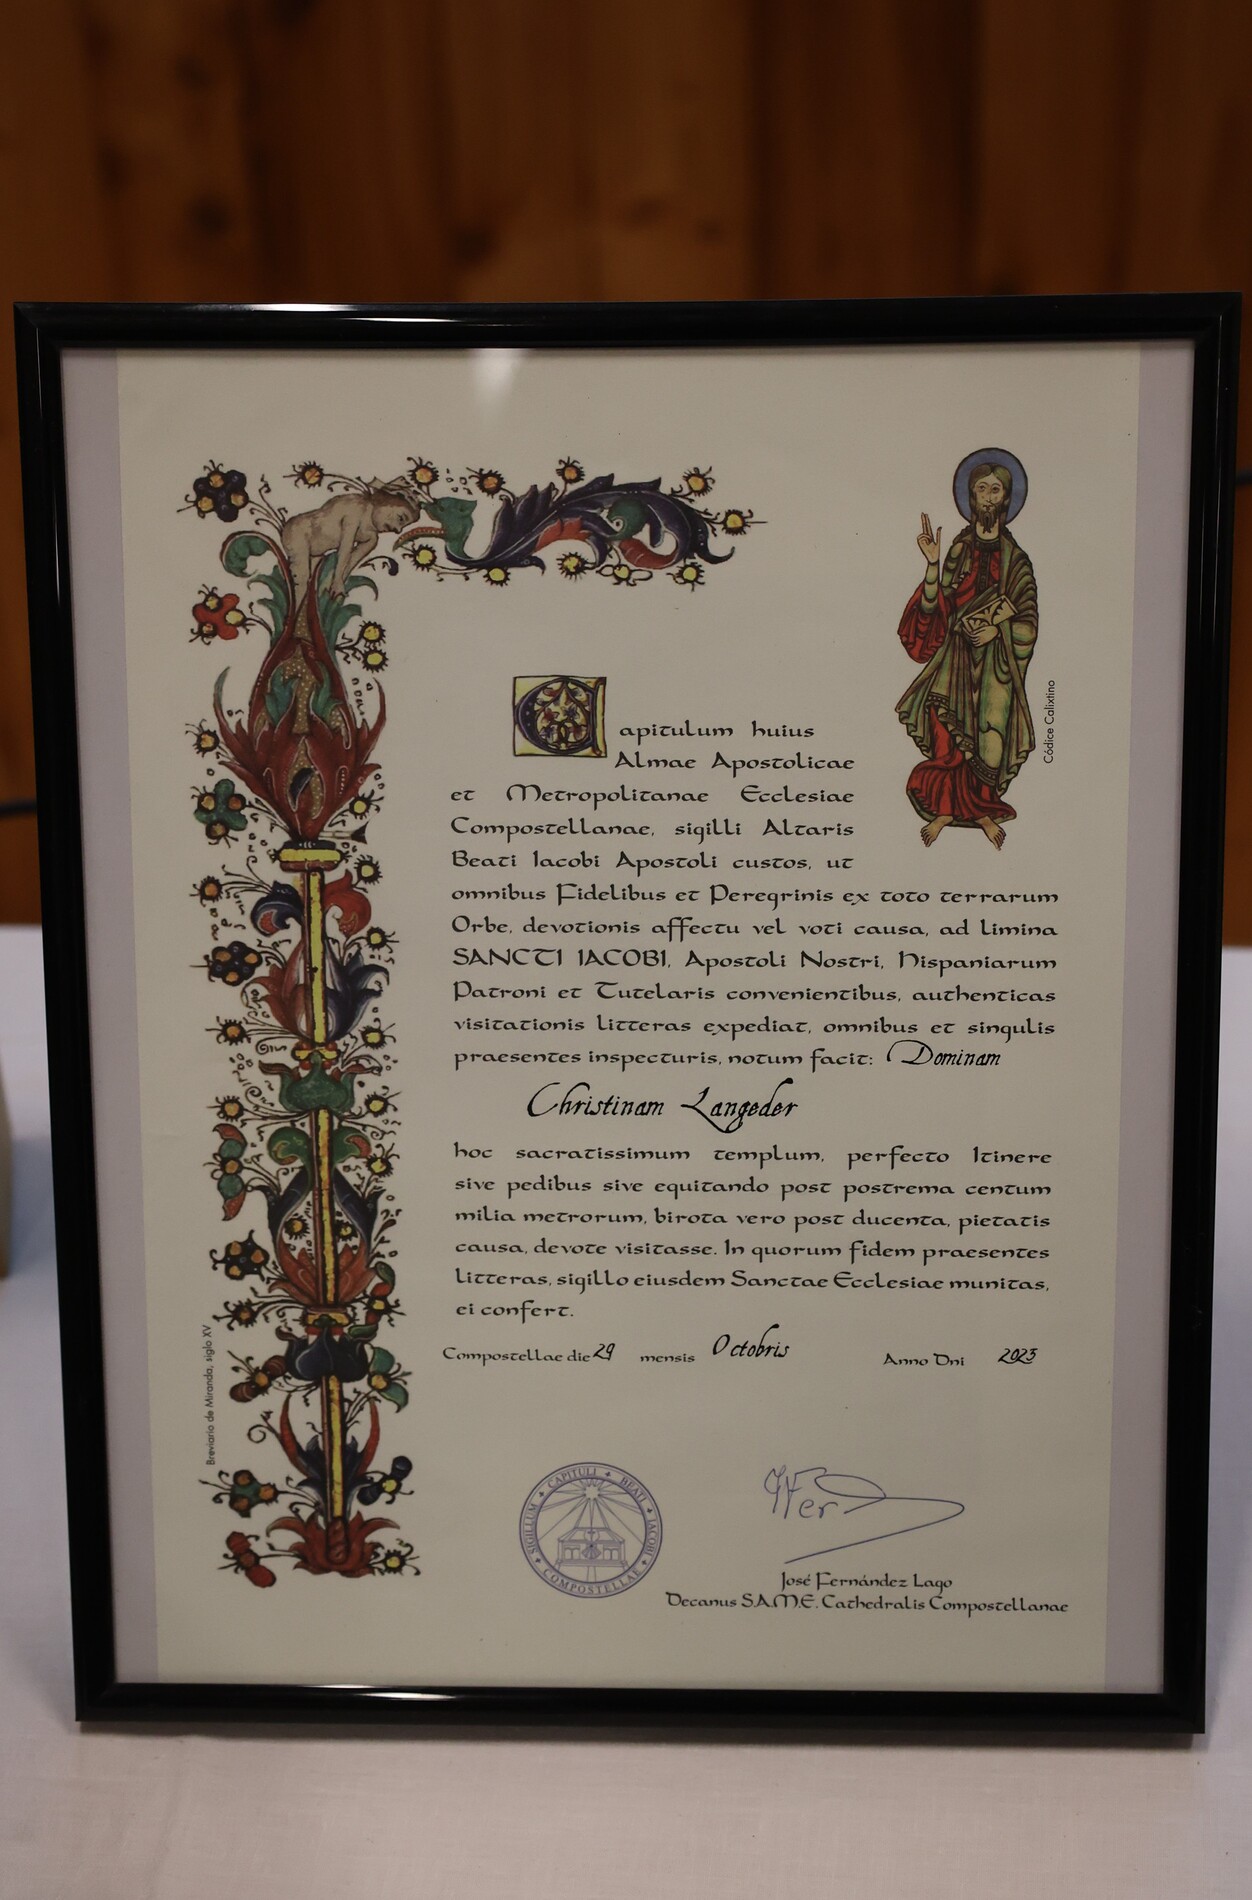 Capitulum huius
Almae Apostolicae
et Metropolitanae Ecclesiae
Compostellanae, sigilli Altaris
Beati Iacobi Apostoli custos, ut
omnibus Fidelibus et Peregrinis ex toto terrarum
Orbe, devotionis affectu vel voti causa, ad limina
SANCTI IACOBI, Apostoli Nostri, Hispaniarum
Patroni et Tutelaris convenientibus, authenticas
visitationis litteras expediat, omnibus et singulis
praesentes inspecturis, notum facit: Dominam
Christinam Langeder
hoc sacratissimum templum, perfecto Itinere
sive pedibus sive equitando post postrema centum
milia metrorum, birota vero post ducenta, pietatis
causa, devote visitasse. In quorum fidem praesentes
litteras, sigillo eiusdem Sanctae Ecclesiae munitas,
ei confert.
Compostellae die 29 mensis Octobris Anno Dni 2023
Códice Calixtino
Breviario de Miranda, siglo XV
SIGILLUM CAPITULI BEATI IACOBI
COMPOSTELLAE
José Fernández Lago
Decanus S.A.M.E. Cathedralis Compostellanae